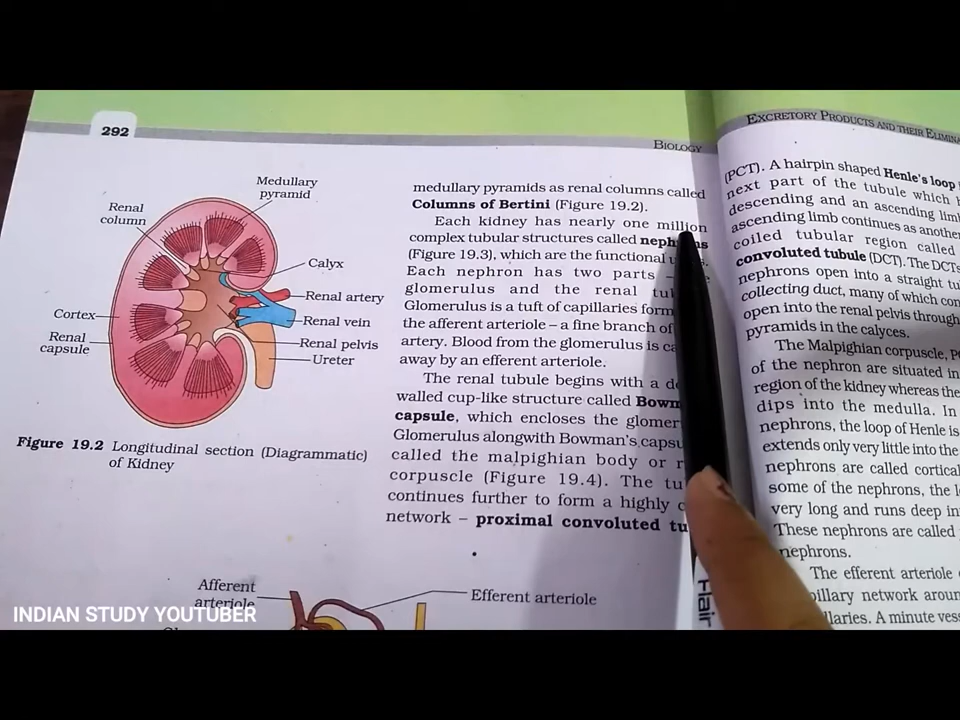 292
BIOLOGY
Medullary
pyramid
Renal
column
Calyx
Renal artery
Renal vein
Renal pelvis
Ureter
Cortex
Renal
capsule
Figure 19.2 Longitudinal section (Diagrammatic)
of Kidney
medullary pyramids as renal columns called
Columns of Bertini (Figure 19.2).
Each kidney has nearly one million
complex tubular structures called nephrons
(Figure 19.3), which are the functional
Each nephron has two parts –
glomerulus and the renal
Glomerulus is a tuft of capillaries
the afferent arteriole – a fine branch of
artery. Blood from the glomerulus is
away by an efferent arteriole.
The renal tubule begins with a
walled cup-like structure called
capsule, which encloses the
Glomerulus alongwith Bowman's
called the malpighian body or
corpuscle (Figure 19.4). The
continues further to form a highly
network – proximal convoluted
Afferent
arteriole
Efferent arteriole
EXCRETORY PRODUCTS AND THEIR
(PCT). A hairpin shaped Henle's loop
next part of the tubule which
descending and an ascending
ascending limb continues as
coiled tubular region called
convoluted tubule (DCT). The DCTs
nephrons open into a straight
collecting duct, many of which
open into the renal pelvis through
pyramids in the calyces.
The Malpighian corpuscle,
of the nephron are situated in
region of the kidney whereas the
dips into the medulla. In
nephrons, the loop of Henle is
extends only very little into the
nephrons are called
some of the nephrons, the
very long and runs deep
These nephrons are called
nephrons.
The efferent arteriole
network
A minute
Flair
INDIAN STUDY YOUTUBER